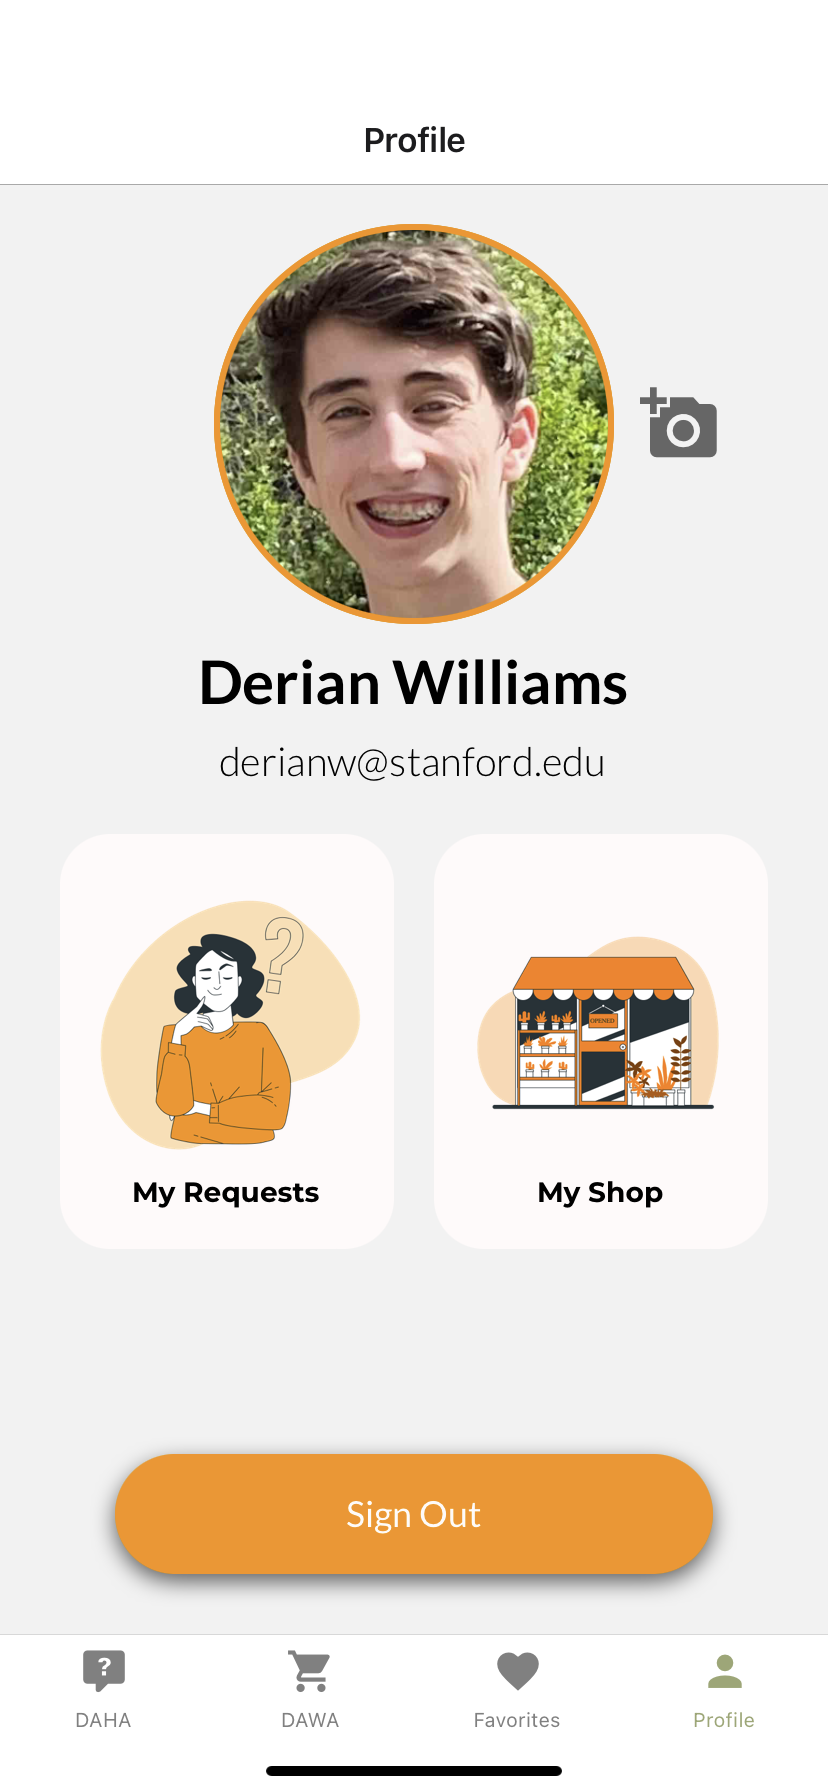 Profile
Derian Williams
derianw@stanford.edu
?
OPENED
My Requests
My Shop
Sign Out
?
DAHA
DAWA
Favorites
Profile